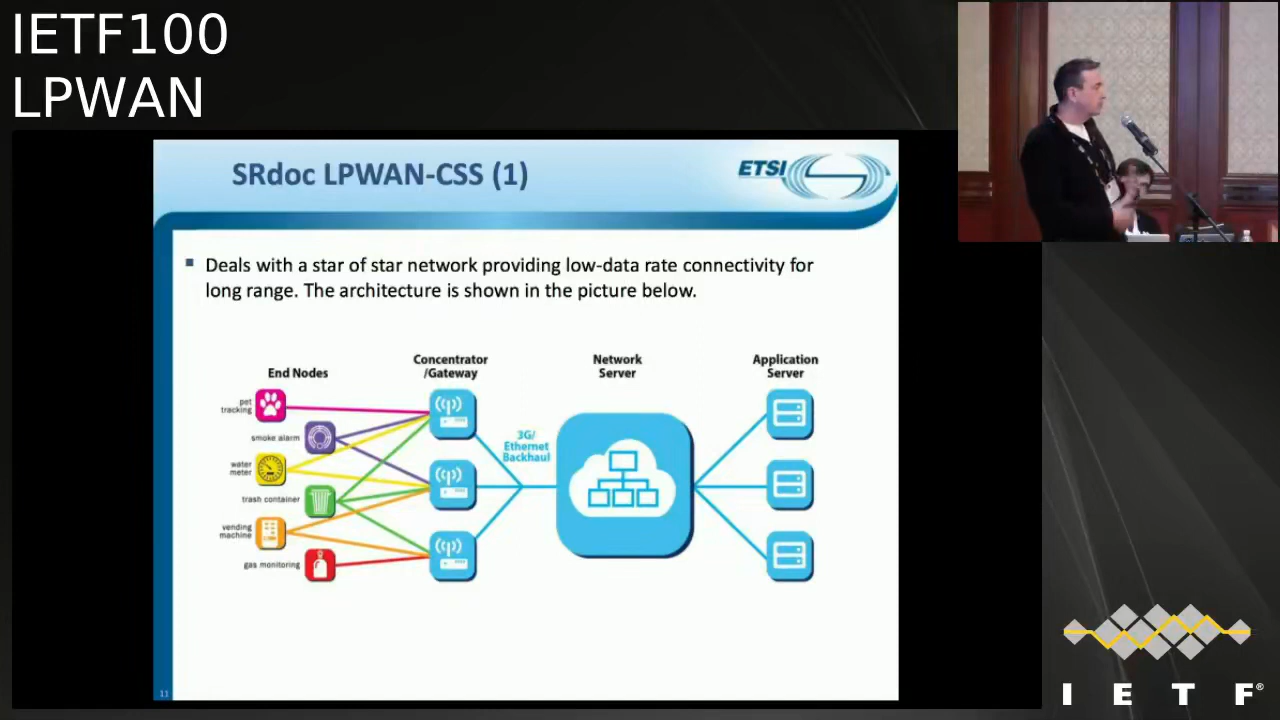 IETF100
LPWAN
SRdoc LPWAN-CSS (1)
ETSI
Deals with a star of star network providing low-data rate connectivity for
long range. The architecture is shown in the picture below.
End Nodes
Concentrator
/Gateway
Network
Server
Application
Server
pet
tracking
smoke alarm
water
meter
trash container
vending
machine
gas monitoring
3G/
Ethernet
Backhaul
11
I E T F®